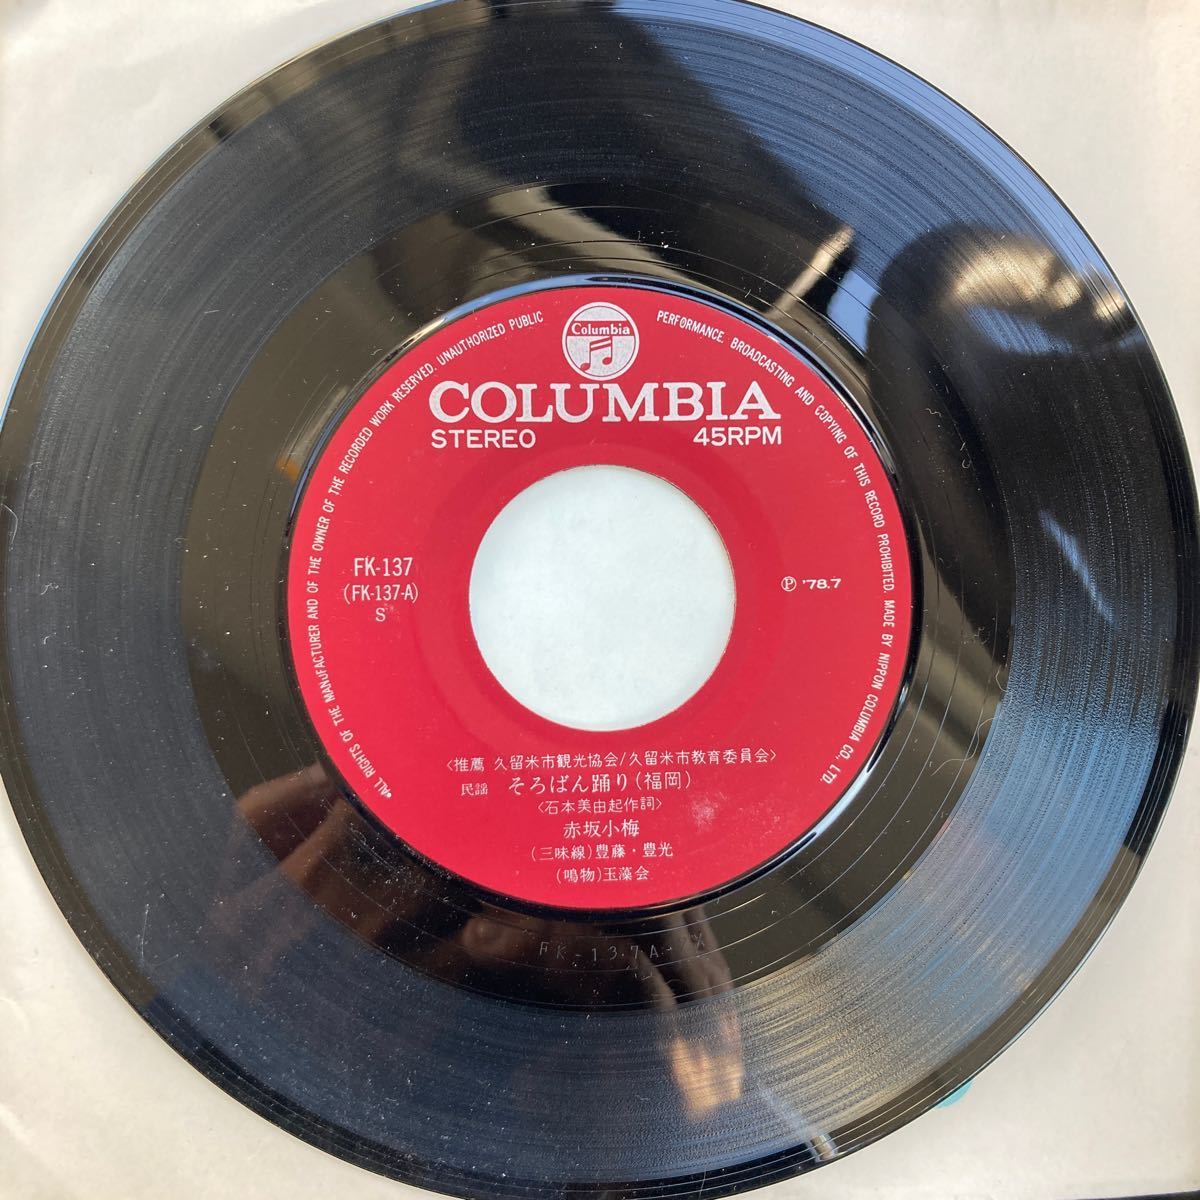 Columbia
COLUMBIA
STEREO 45RPM
FK-137
(FK-137-A)
S
Ⓟ '78.7
〈推薦 久留米市観光協会/久留米市教育委員会〉
民謡 そろばん踊り(福岡)
〈石本美由起作詞〉
赤坂小梅
(三味線)豊藤・豊光
(鳴物)玉藻会
●ALL RIGHTS OF THE MANUFACTURER AND OF THE OWNER OF THE RECORDED WORK RESERVED. UNAUTHORIZED PUBLIC PERFORMANCE BROADCASTING AND COPYING OF THIS RECORD PROHIBITED. MADE BY NIPPON COLUMBIA CO., LTD.
FK-137A